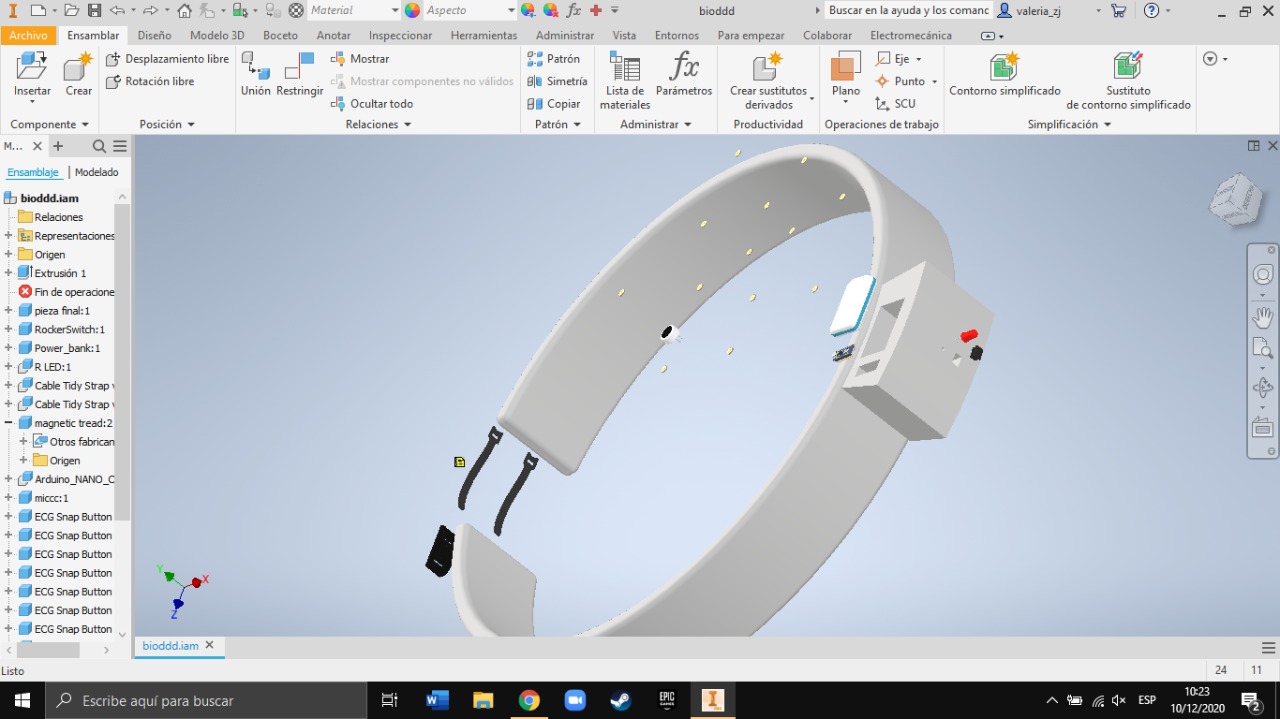 Material
Aspecto
bioddd
Buscar en la ayuda y los comanc
valeria_zj
Archivo
Ensamblar
Diseño
Modelo 3D
Boceto
Anotar
Inspeccionar
Herramientas
Administrar
Vista
Entornos
Para empezar
Colaborar
Electromecánica
Insertar
Crear
Componente
Desplazamiento libre
Rotación libre
Posición
Unión
Restringir
Mostrar
Mostrar componentes no válidos
Ocultar todo
Relaciones
Patrón
Simetría
Copiar
Patrón
Lista de
materiales
fx
Parámetros
Administrar
Crear sustitutos
derivados
Productividad
Plano
Eje
Punto
SCU
Operaciones de trabajo
Contorno simplificado
Sustituto
de contorno simplificado
Simplificación
M...
Ensamblaje
Modelado
bioddd.iam
Relaciones
Representaciones
Origen
Extrusión 1
Fin de operacione
pieza final:1
RockerSwitch:1
Power_bank:1
R LED:1
Cable Tidy Strap v
Cable Tidy Strap v
magnetic tread:2
Otros fabrican
Origen
Arduino_NANO_C
miccc:1
ECG Snap Button
ECG Snap Button
ECG Snap Button
ECG Snap Button
ECG Snap Button
ECG Snap Button
ECG Snap Button
Y
X
Z
bioddd.iam
Listo
24
11
Escribe aquí para buscar
EPIC
GAMES
ESP
10:23
10/12/2020
2